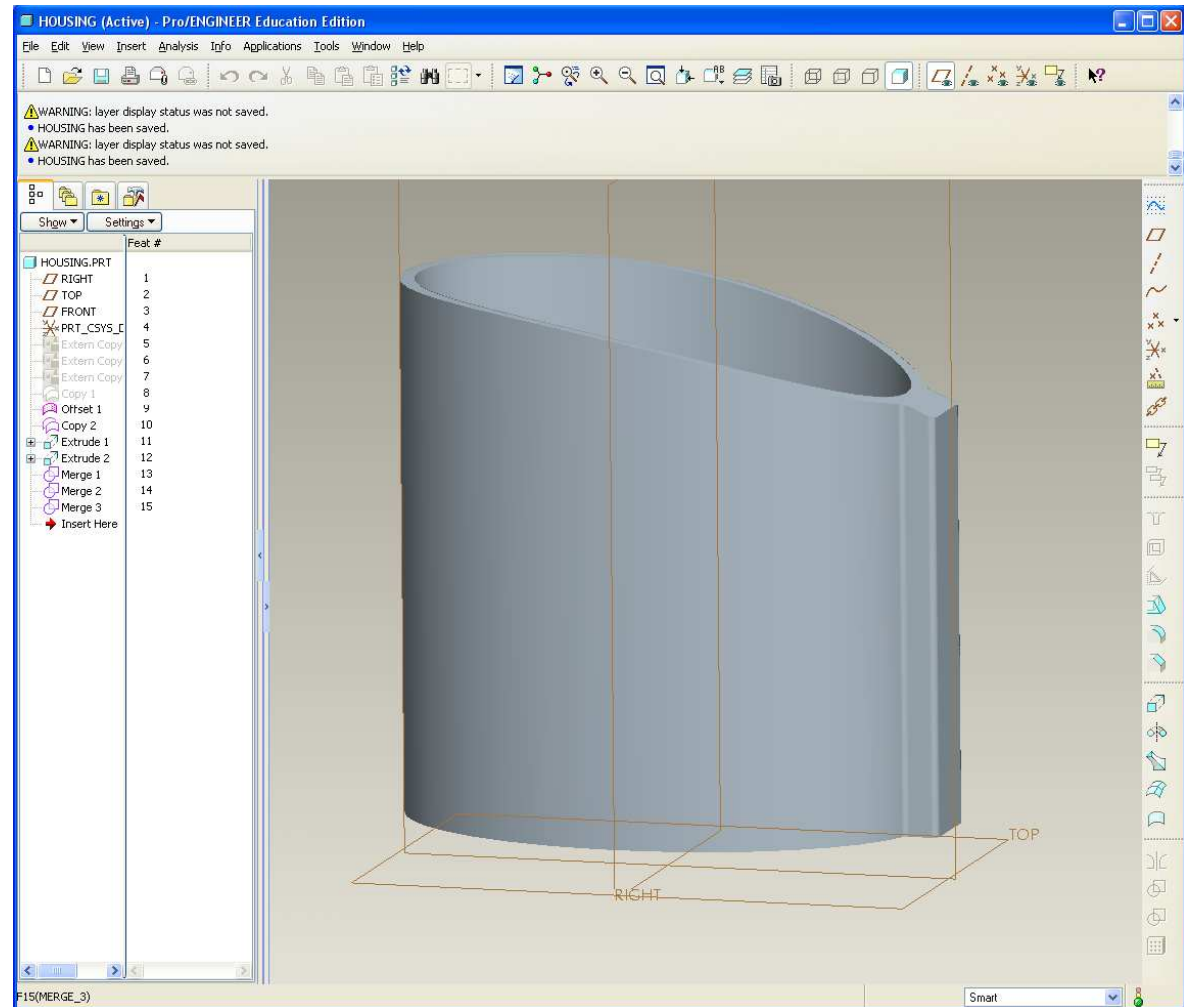 HOUSING (Active) - Pro/ENGINEER Education Edition
File Edit View Insert Analysis Info Applications Tools Window Help
WARNING: layer display status was not saved.
• HOUSING has been saved.
WARNING: layer display status was not saved.
• HOUSING has been saved.
Show Settings
Feat #
HOUSING.PRT
RIGHT 1
TOP 2
FRONT 3
PRT_CSYS_D 4
Extern Copy 5
Extern Copy 6
Extern Copy 7
Copy 1 8
Offset 1 9
Copy 2 10
Extrude 1 11
Extrude 2 12
Merge 1 13
Merge 2 14
Merge 3 15
Insert Here
TOP
RIGHT
F15(MERGE_3)
Smart